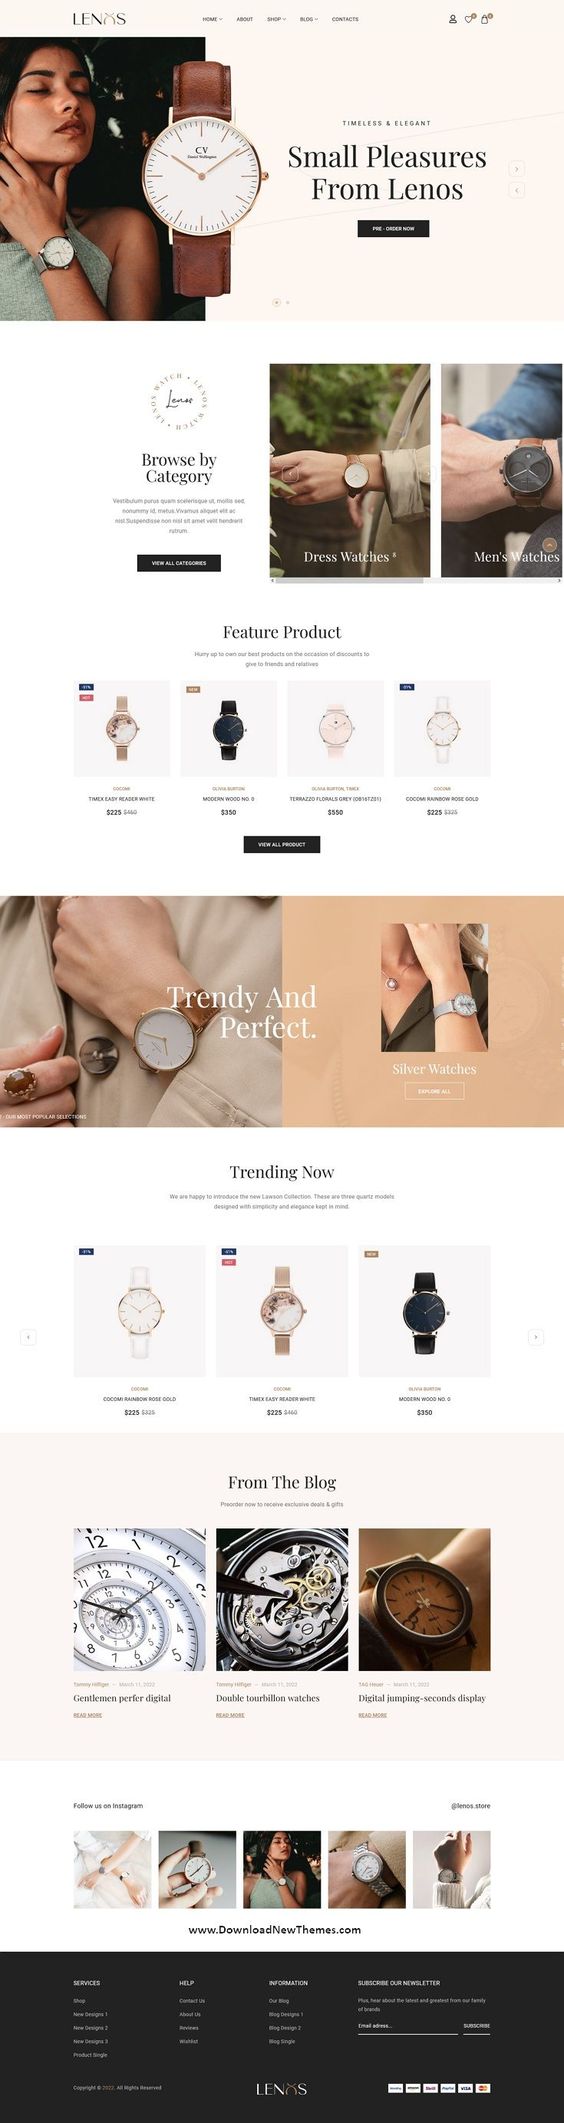 LENOS
HOME
ABOUT
SHOP
BLOG
CONTACTS
TIMELESS & ELEGANT
Small Pleasures
From Lenos
PRE - ORDER NOW
CV
Daniel Wellington
LENOS WATCH • LENOS WATCH •
Lenos
Browse by
Category
Vestibulum purus quam scelerisque ut, mollis sed,
nonummy id, metus.Vivamus aliquet elit ac
nisl.Suspendisse non nisl sit amet velit hendrerit
rutrum.
VIEW ALL CATEGORIES
Dress Watches 8
Men's Watches
Feature Product
Hurry up to own our best products on the occasion of discounts to
give to friends and relatives
-51%
HOT
NEW
COCOMI
TIMEX EASY READER WHITE
$225 $460
OLIVIA BURTON
MODERN WOOD NO. 0
$350
OLIVIA BURTON, TIMEX
TERRAZZO FLORALS GREY (OB16TZ01)
$550
COCOMI
COCOMI RAINBOW ROSE GOLD
$225 $325
VIEW ALL PRODUCT
Trendy And
Perfect.
- OUR MOST POPULAR SELECTIONS
Silver Watches
EXPLORE ALL
Trending Now
We are happy to introduce the new Lawson Collection. These are three quartz models
designed with simplicity and elegance kept in mind.
HOT
NEW
COCOMI
COCOMI RAINBOW ROSE GOLD
$225 $325
COCOMI
TIMEX EASY READER WHITE
$225 $460
OLIVIA BURTON
MODERN WOOD NO. 0
$350
From The Blog
Preorder now to receive exclusive deals & gifts
Tommy Hilfiger — March 11, 2022
Gentlemen perfer digital
READ MORE
Tommy Hilfiger — March 11, 2022
Double tourbillon watches
READ MORE
TAG Heuer — March 11, 2022
Digital jumping-seconds display
READ MORE
Follow us on Instagram
@lenos.store
www.DownloadNewThemes.com
SERVICES
Shop
New Designs 1
New Designs 2
New Designs 3
Product Single
HELP
Contact Us
About Us
Reviews
Wishlist
INFORMATION
Our Blog
Blog Designs 1
Blog Design 2
Blog Single
SUBSCRIBE OUR NEWSLETTER
Plus, hear about the latest and greatest from our family
of brands
Email adress...
SUBSCRIBE
Copyright © 2022. All Rights Reserved
LENOS
PayPal
VISA